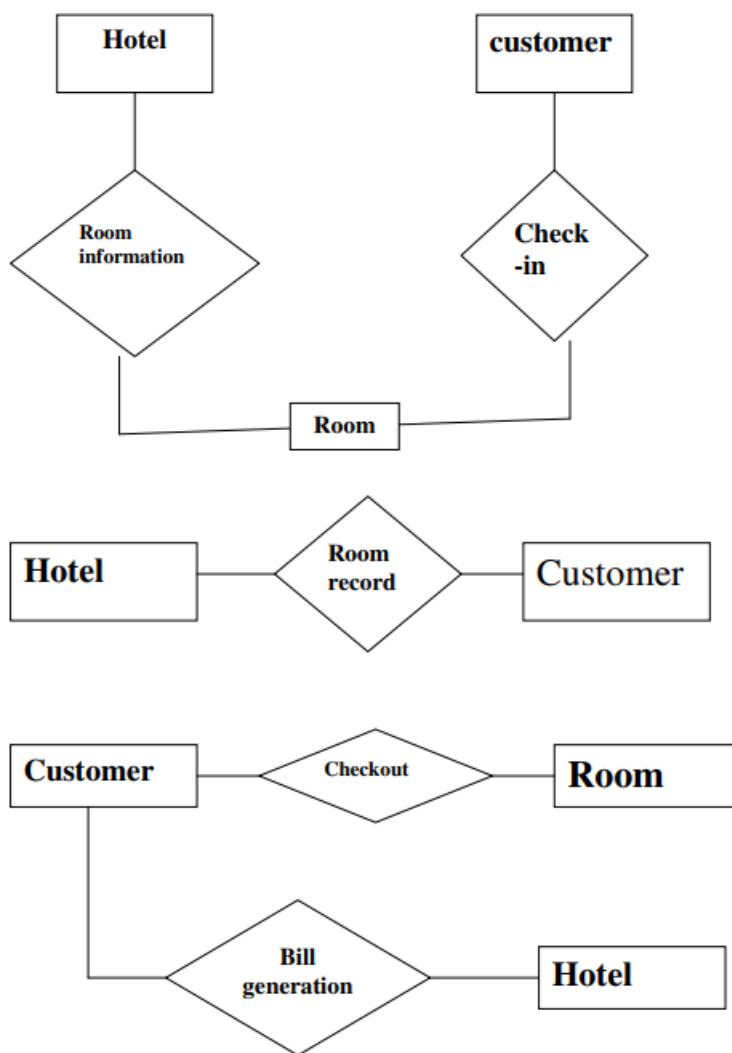 Hotel
customer
Room
information
Check
-in
Room
Hotel
Room
record
Customer
Customer
Checkout
Room
Bill
generation
Hotel